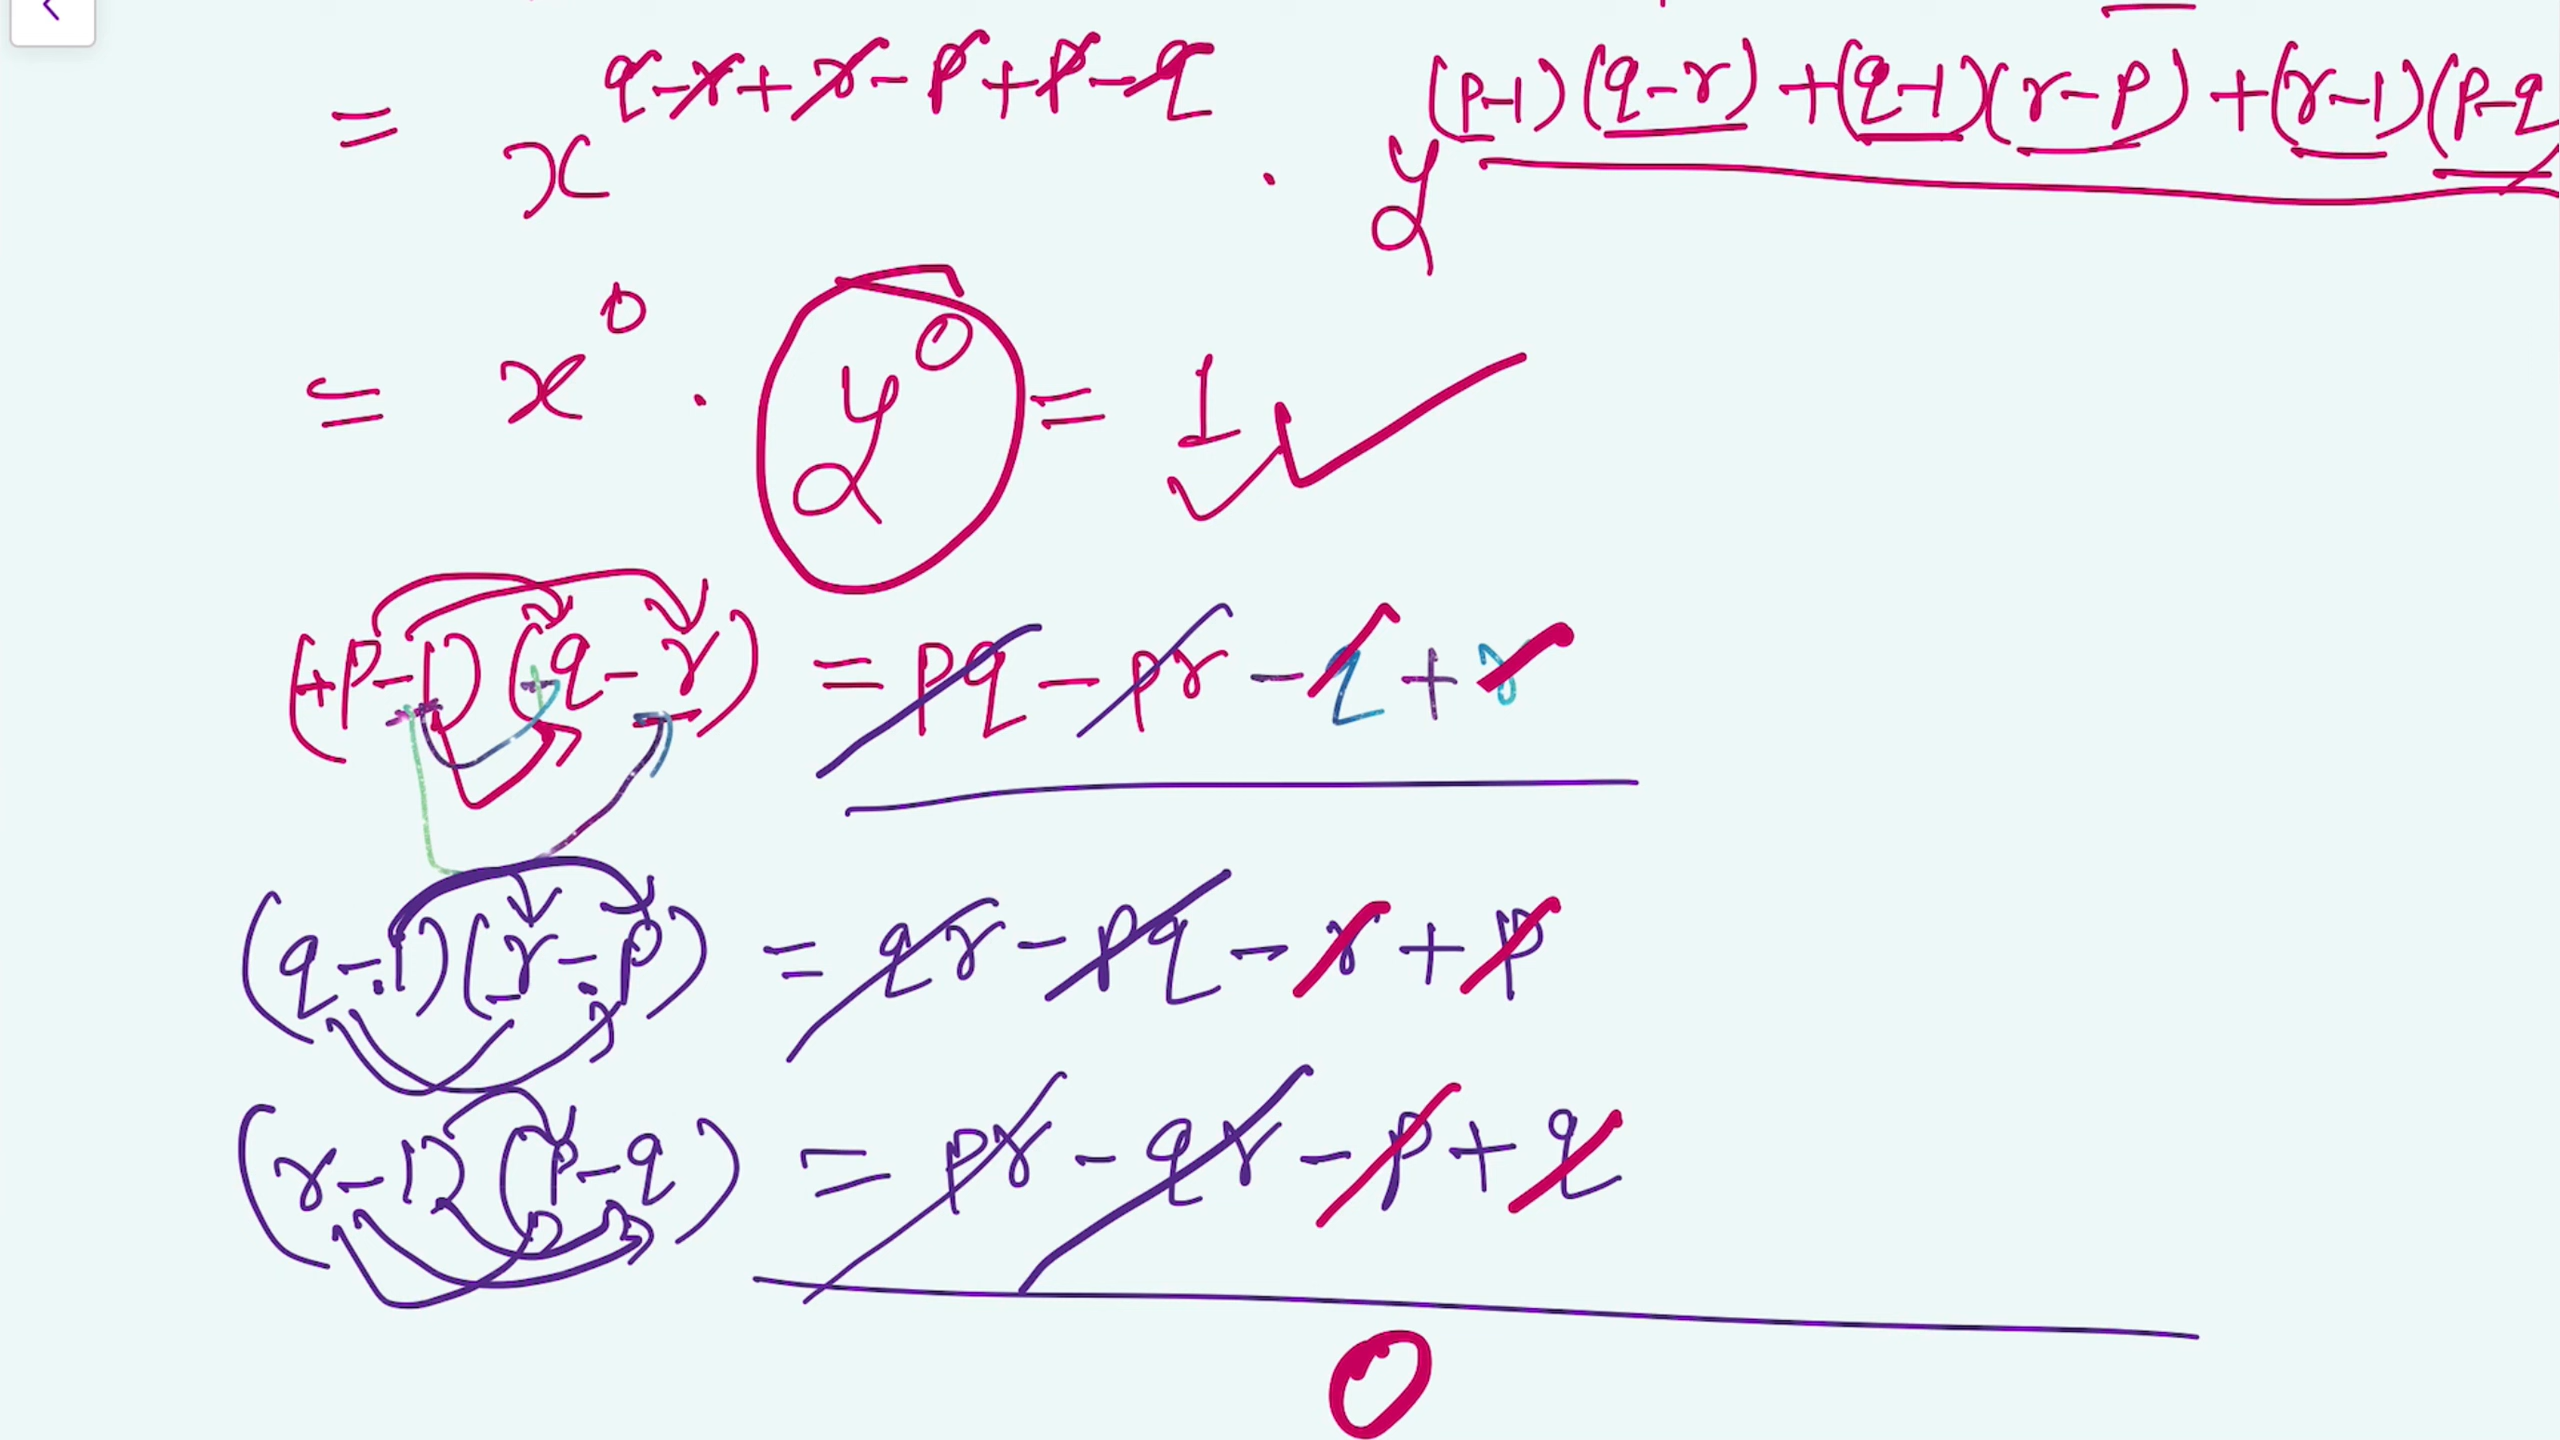 = x^{q-r+r-p+p-q} . y^{(p-1)(q-r)+(q-1)(r-p)+(r-1)(p-q)
= x^0 . y^0 = 1
(+p-1)(+q-r) = pq - pr - q + r
(q-1)(r-p) = qr - pq - r + p
(r-1)(p-q) = pr - qr - p + q
0